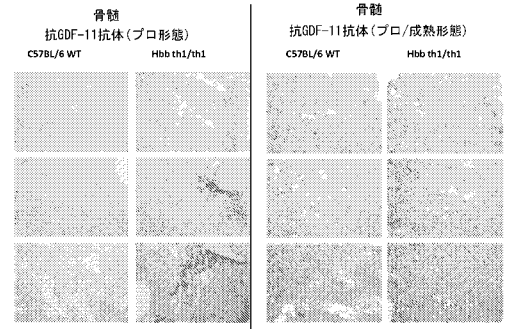 骨髄
抗GDF-11抗体(プロ形態)
C57BL/6 WT
Hbb th1/th1
骨髄
抗GDF-11抗体(プロ/成熟形態)
C57BL/6 WT
Hbb th1/th1